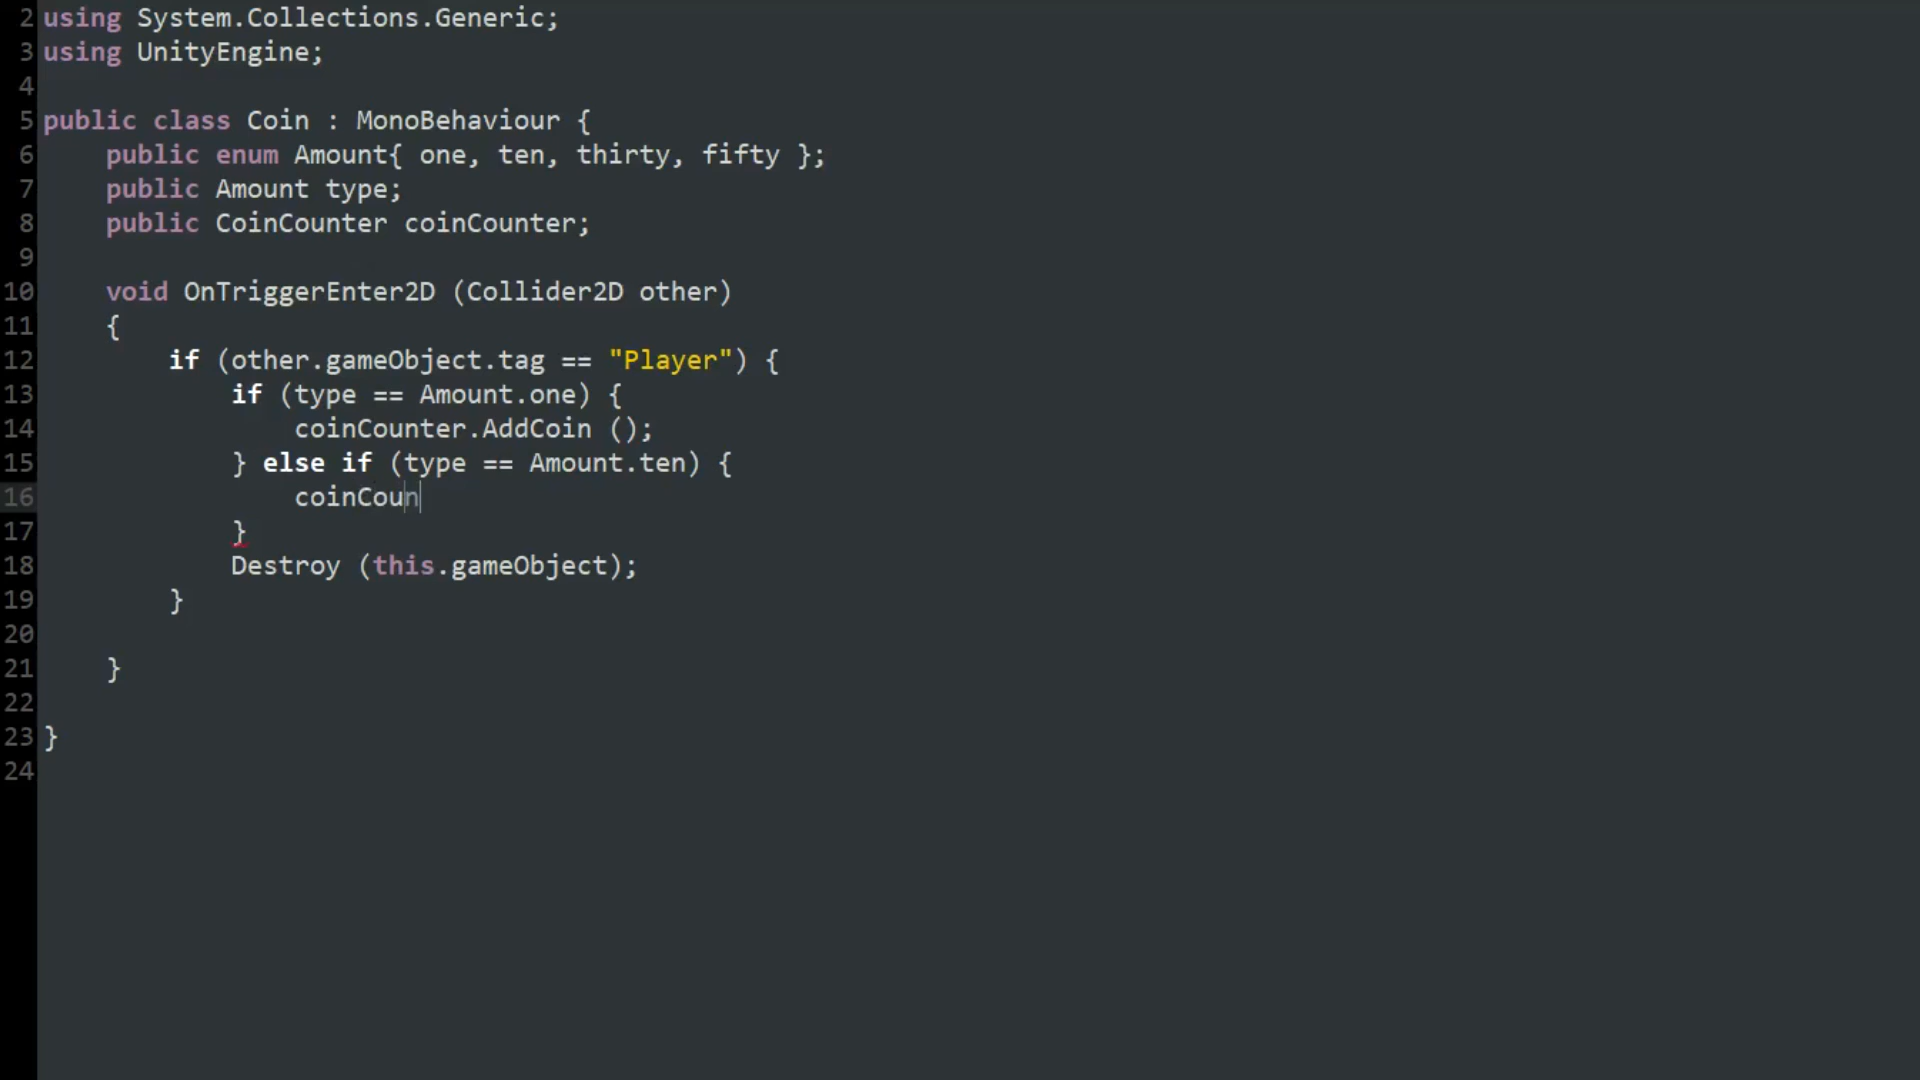 2 using System.Collections.Generic;
3 using UnityEngine;
4
5 public class Coin : MonoBehaviour {
6     public enum Amount{ one, ten, thirty, fifty };
7     public Amount type;
8     public CoinCounter coinCounter;
9
10     void OnTriggerEnter2D (Collider2D other)
11     {
12         if (other.gameObject.tag == "Player") {
13             if (type == Amount.one) {
14                 coinCounter.AddCoin ();
15             } else if (type == Amount.ten) {
16                 coinCoun
17             }
18             Destroy (this.gameObject);
19         }
20
21     }
22
23 }
24